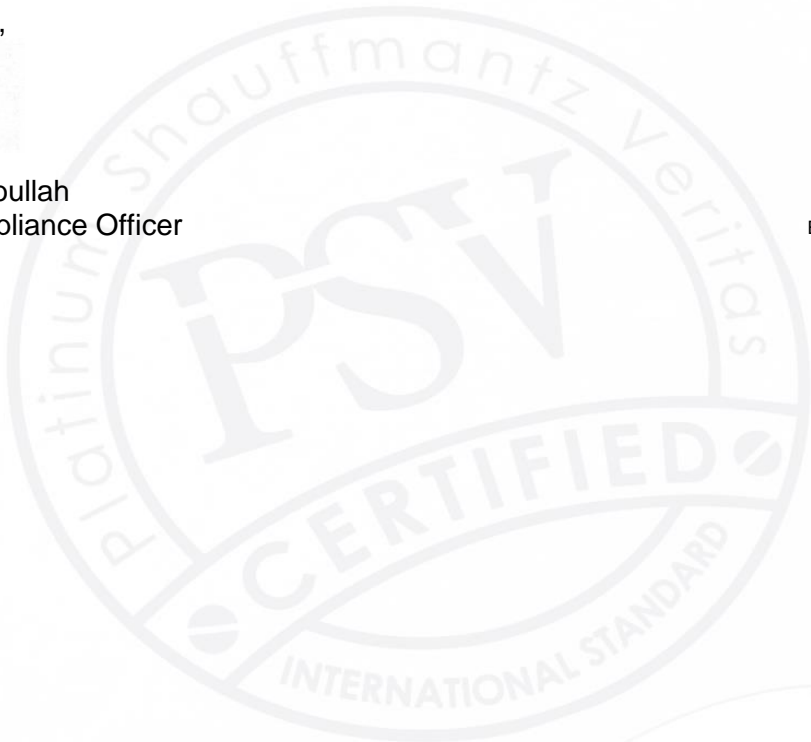 ,
bullah
pliance Officer
E
Platinum Shauffmantz Veritas
PSV
CERTIFIED
INTERNATIONAL STANDARD